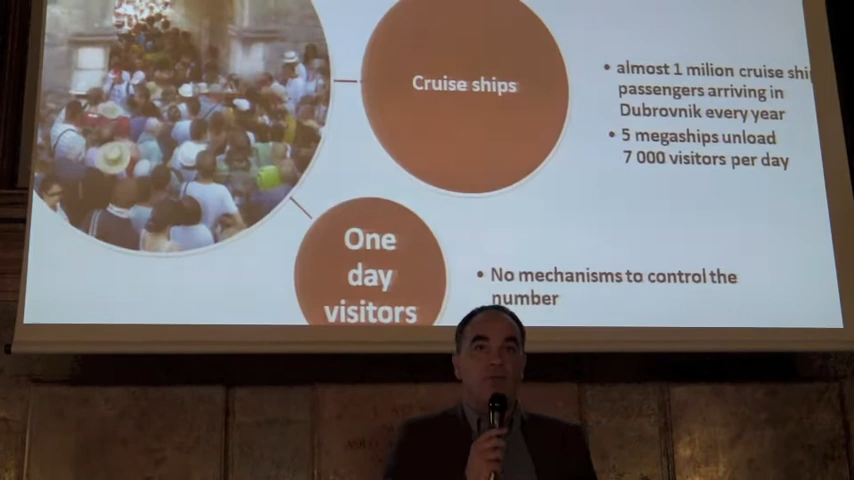 Cruise ships
• almost 1 milion cruise shi
passengers arriving in
Dubrovnik every year
• 5 megaships unload
7 000 visitors per day
One
day
visitors
• No mechanisms to control the
number